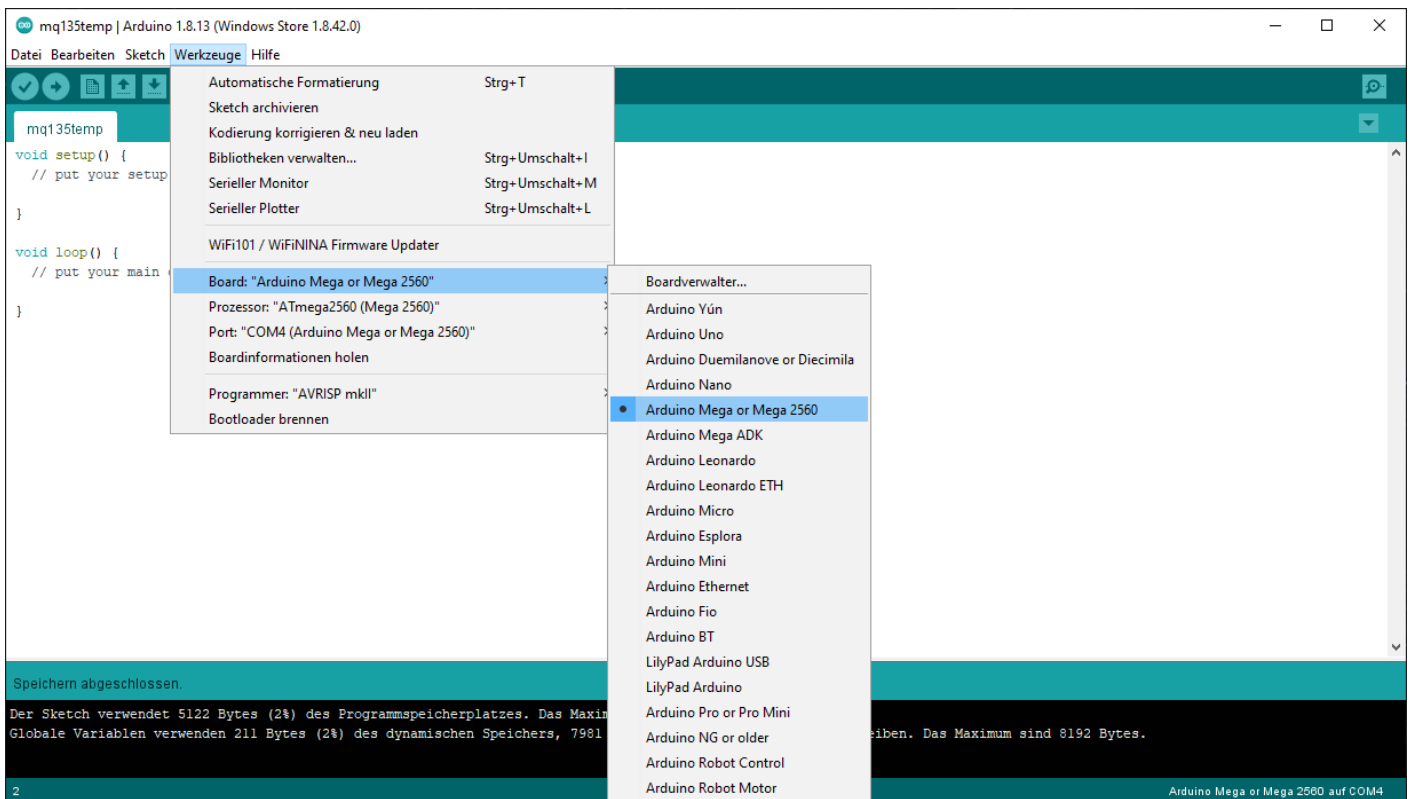 mq135temp | Arduino 1.8.13 (Windows Store 1.8.42.0)
Datei Bearbeiten Sketch Werkzeuge Hilfe
mq135temp
void setup() {
// put your setup
}
void loop() {
// put your main
}
Automatische Formatierung Strg+T
Sketch archivieren
Kodierung korrigieren & neu laden
Bibliotheken verwalten... Strg+Umschalt+I
Serieller Monitor Strg+Umschalt+M
Serieller Plotter Strg+Umschalt+L
WiFi101 / WiFiNINA Firmware Updater
Board: "Arduino Mega or Mega 2560"
Prozessor: "ATmega2560 (Mega 2560)"
Port: "COM4 (Arduino Mega or Mega 2560)"
Boardinformationen holen
Programmer: "AVRISP mkII"
Bootloader brennen
Boardverwalter...
Arduino Yún
Arduino Uno
Arduino Duemilanove or Diecimila
Arduino Nano
Arduino Mega or Mega 2560
Arduino Mega ADK
Arduino Leonardo
Arduino Leonardo ETH
Arduino Micro
Arduino Esplora
Arduino Mini
Arduino Ethernet
Arduino Fio
Arduino BT
LilyPad Arduino USB
LilyPad Arduino
Arduino Pro or Pro Mini
Arduino NG or older
Arduino Robot Control
Arduino Robot Motor
Speichern abgeschlossen.
Der Sketch verwendet 5122 Bytes (2%) des Programmspeicherplatzes. Das
Globale Variablen verwenden 211 Bytes (2%) des dynamischen Speichers, 7981 Das Maximum sind 8192 Bytes.
2 Arduino Mega or Mega 2560 auf COM4